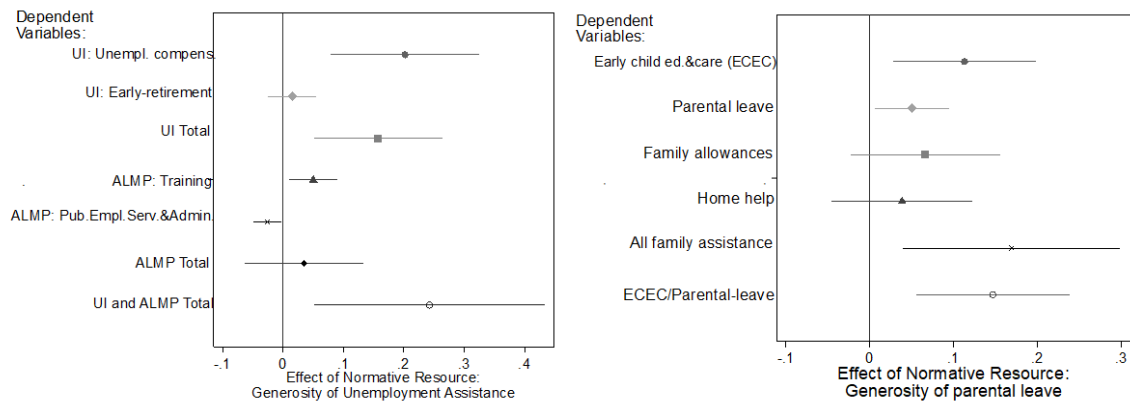 Dependent
Variables:
UI: Unempl. compens.
UI: Early-retirement
UI Total
ALMP: Training
ALMP: Pub.Empl.Serv.&Admin.
ALMP Total
UI and ALMP Total
-.1 0 .1 .2 .3 .4
Effect of Normative Resource:
Generosity of Unemployment Assistance
Dependent
Variables:
Early child ed.&care (ECEC)
Parental leave
Family allowances
Home help
All family assistance
ECEC/Parental-leave
-.1 0 .1 .2 .3
Effect of Normative Resource:
Generosity of parental leave